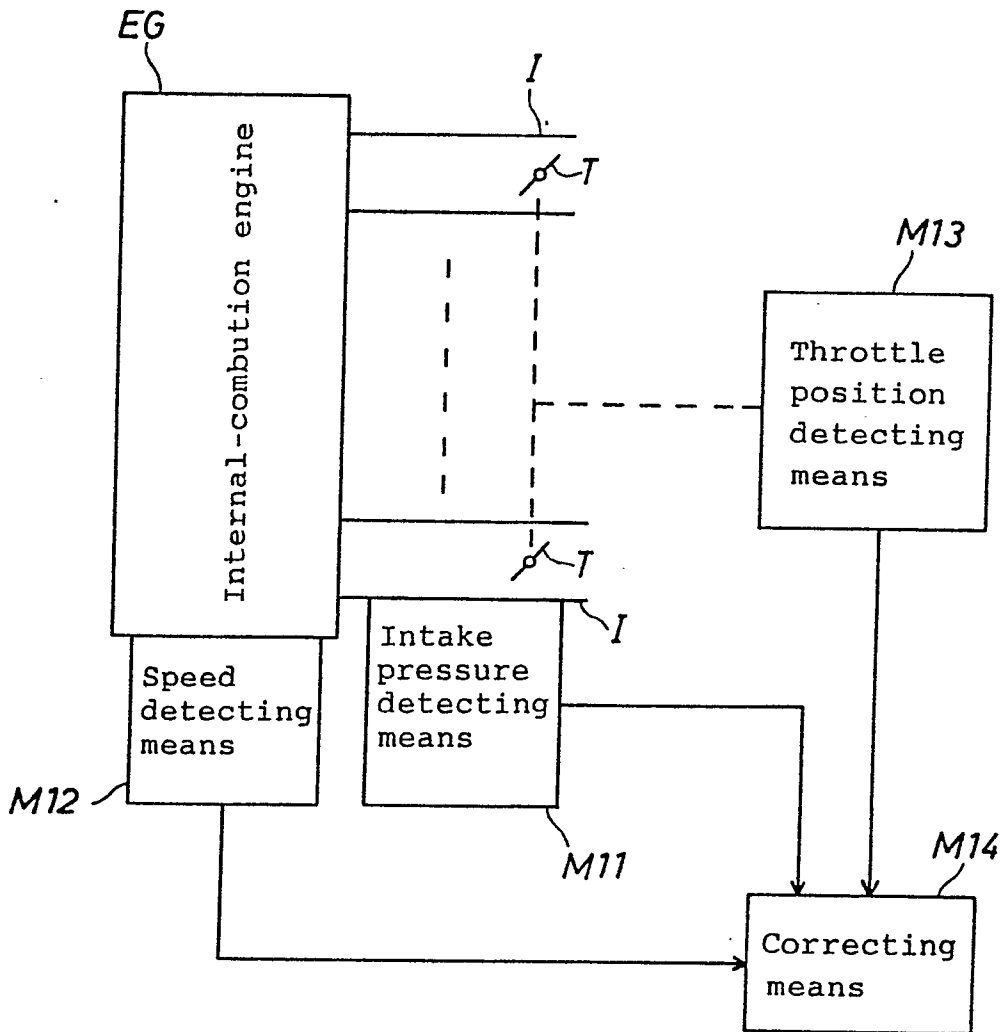 EG
I
T
Internal-combution engine
M13
Throttle
position
detecting
means
T
I
Intake
pressure
detecting
means
Speed
detecting
means
M12
M11
M14
Correcting
means